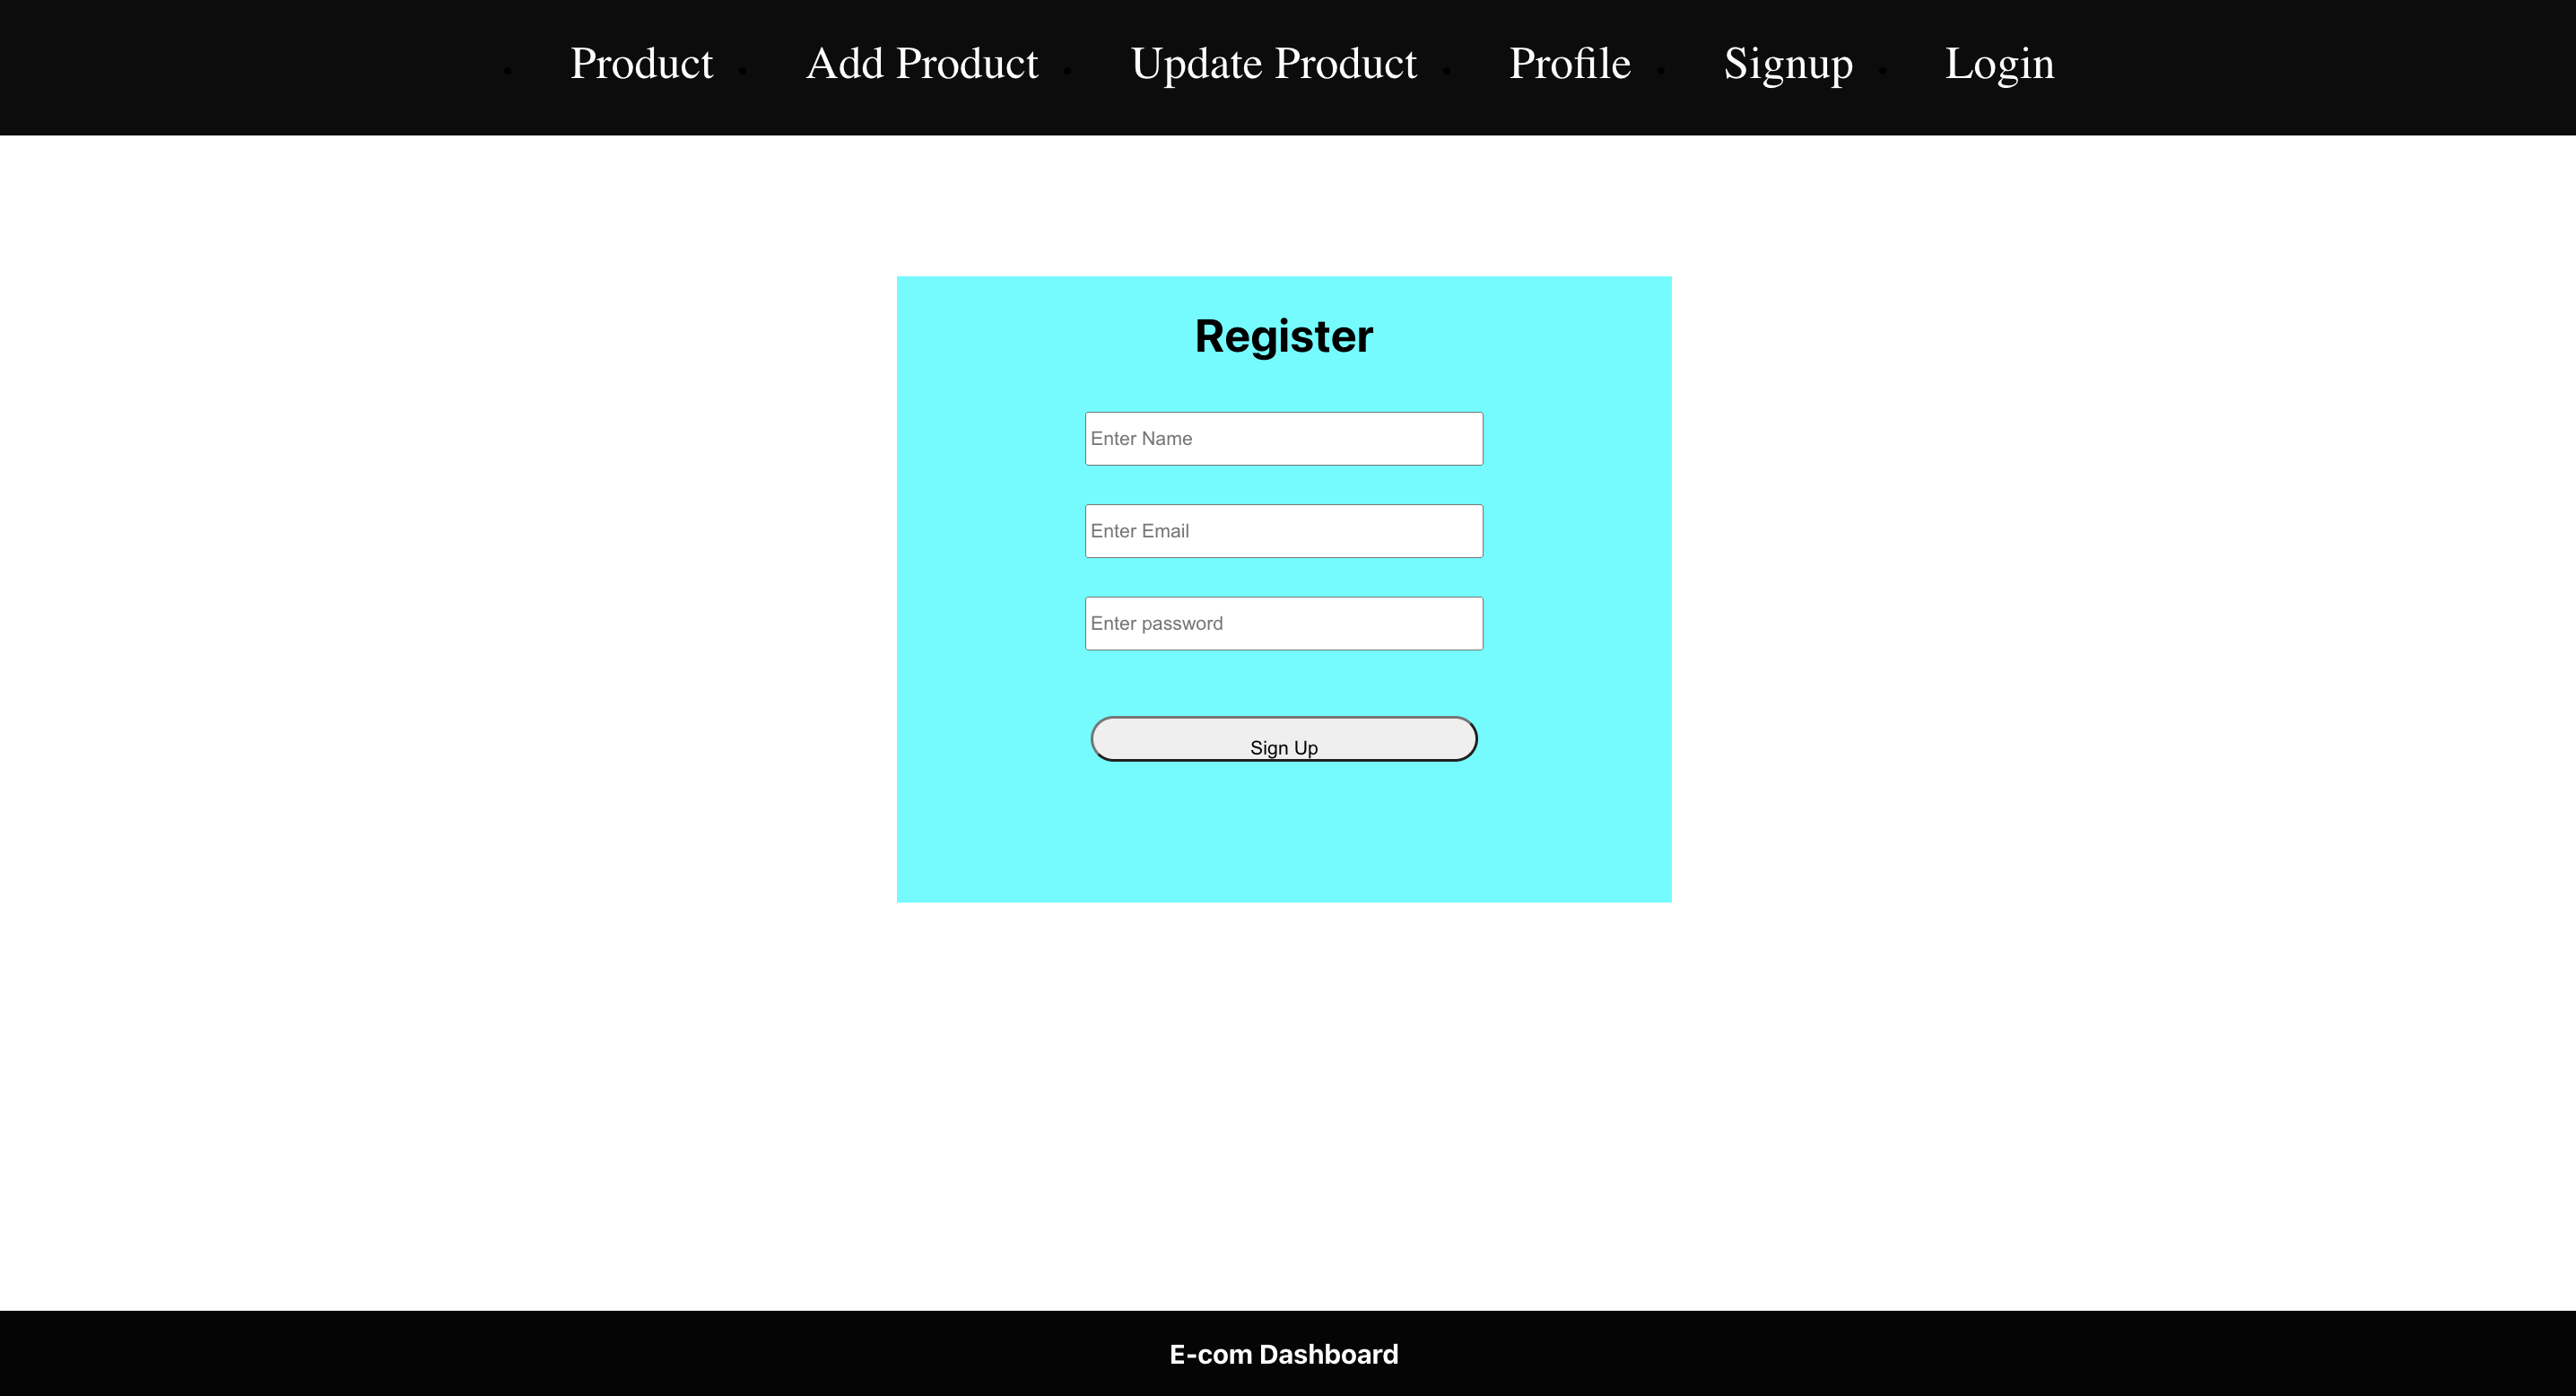 Product Add Product Update Product Profile Signup Login
Register
Enter Name
Enter Email
Enter password
Sign Up
E-com Dashboard